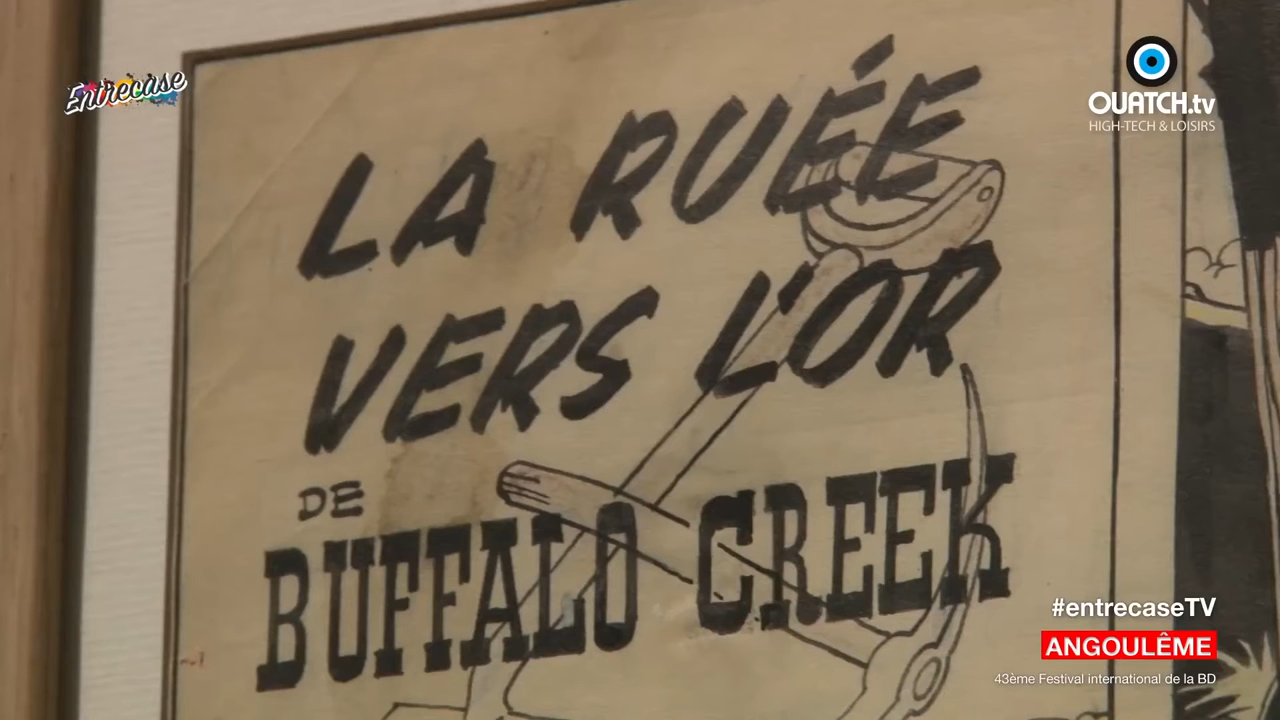 Entrecase
OUATCH.tv
HIGH-TECH & LOISIRS
LA RUÉE
VERS L'OR
DE
BUFFALO CREEK
#entrecaseTV
ANGOULÊME
43ème Festival international de la BD